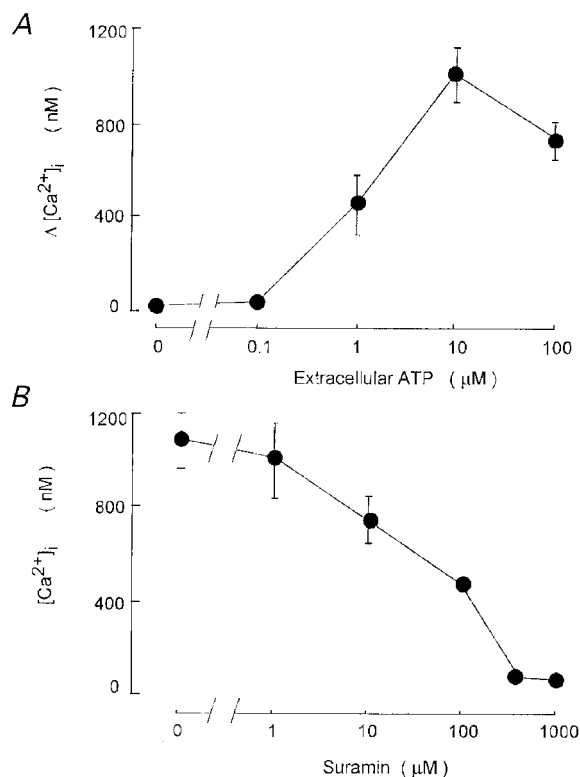 A
1200
800
400
0
Λ [Ca2+]i (nM)
0 0.1 1 10 100
Extracellular ATP (μM)
B
1200
800
400
0
[Ca2+]i (nM)
0 1 10 100 1000
Suramin (μM)